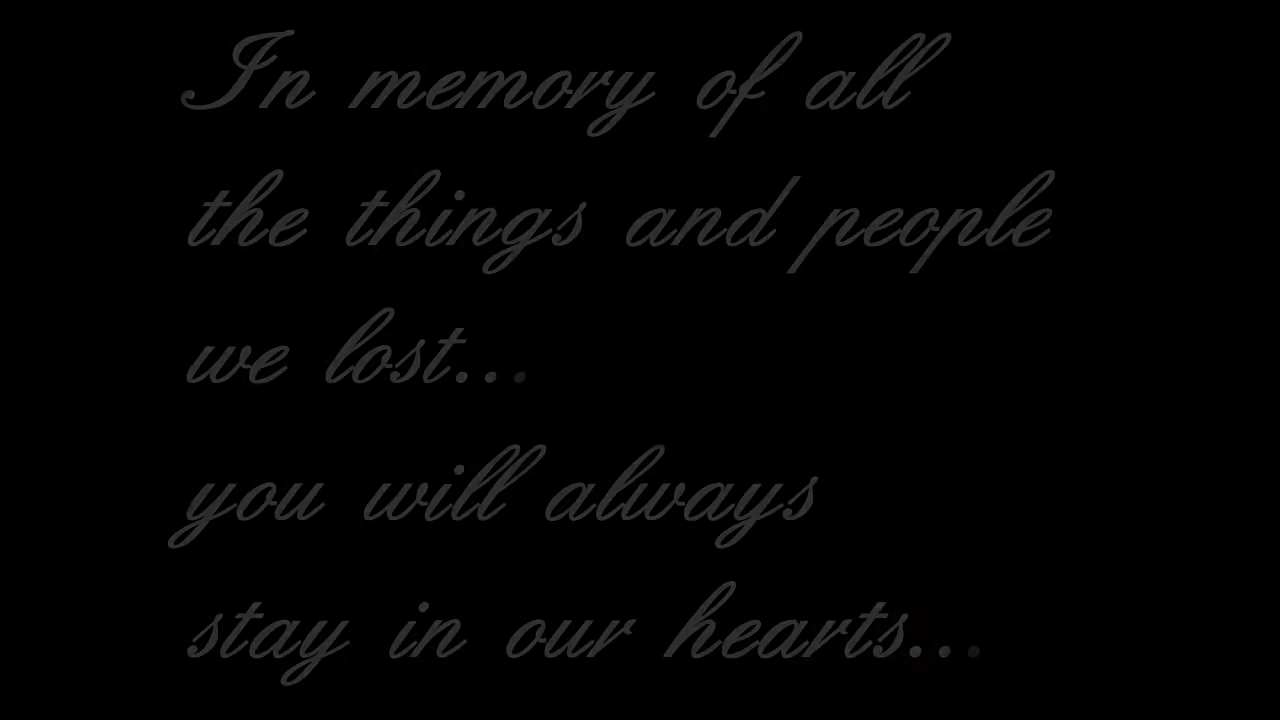 In memory of all
the things and people
we lost...
you will always
stay in our hearts...